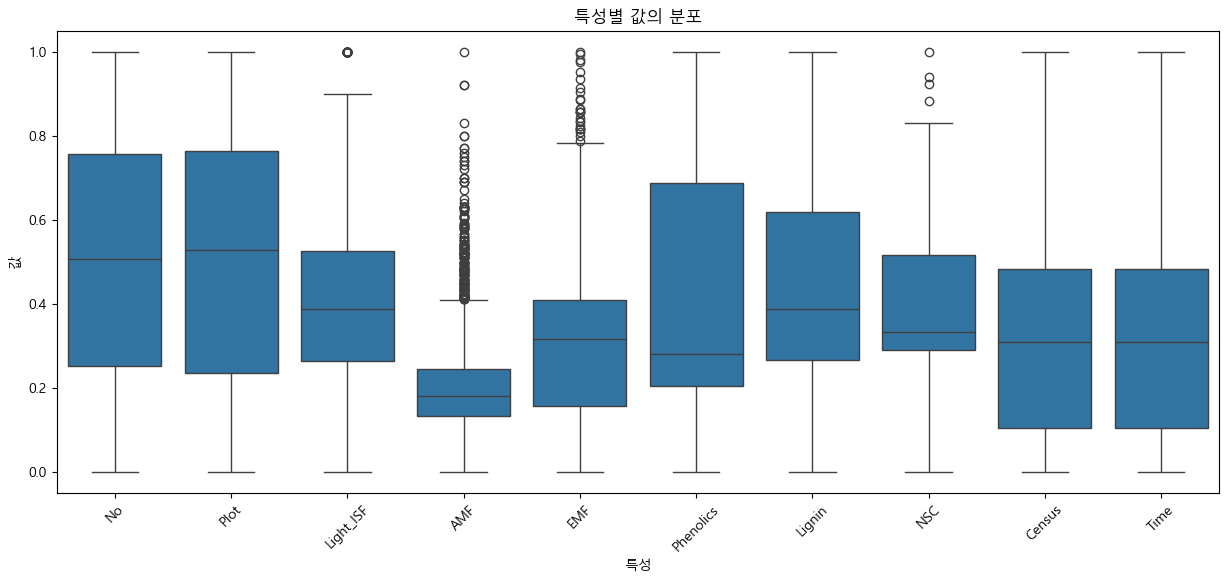 특성별 값의 분포
값
1.0
0.8
0.6
0.4
0.2
0.0
No
Plot
Light_ISF
AMF
EMF
Phenolics
Lignin
NSC
Census
Time
특성